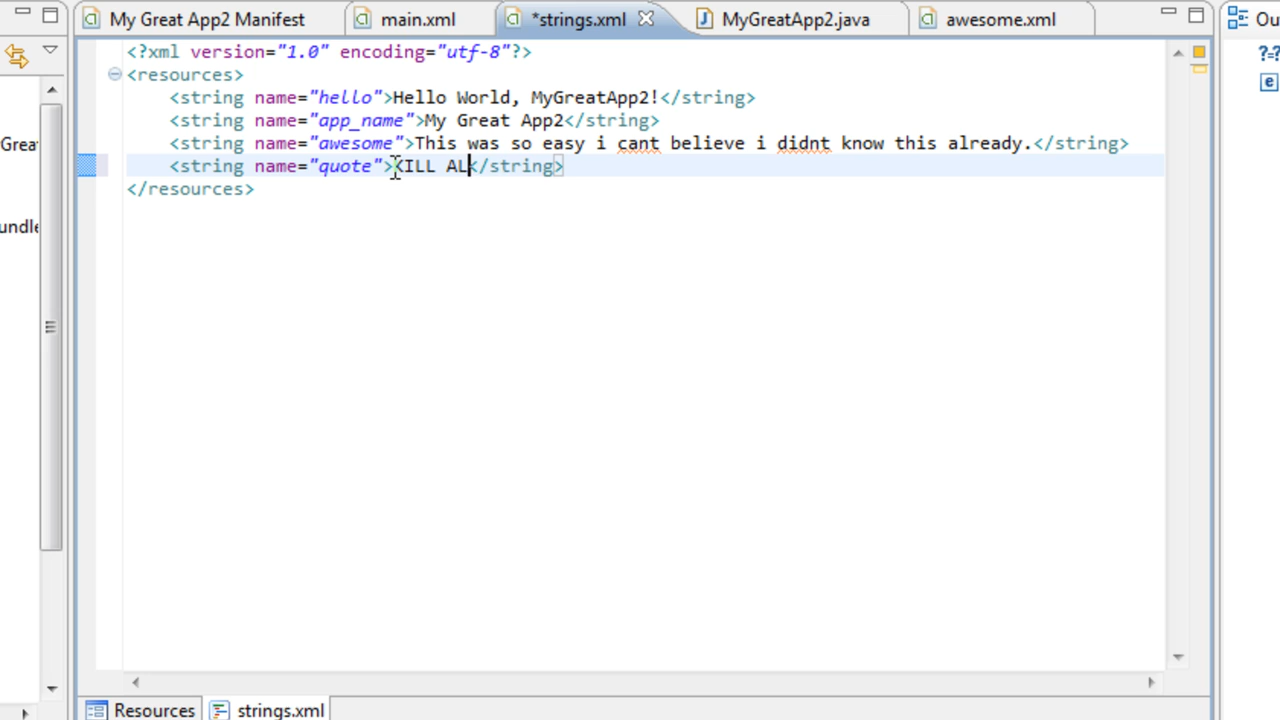 My Great App2 Manifest
main.xml
*strings.xml
MyGreatApp2.java
awesome.xml
Ou
<?xml version="1.0" encoding="utf-8"?>
<resources>
<string name="hello">Hello World, MyGreatApp2!</string>
<string name="app_name">My Great App2</string>
<string name="awesome">This was so easy i cant believe i didnt know this already.</string>
<string name="quote">KILL AL</string>
</resources>
Grea
undle
Resources
strings.xml